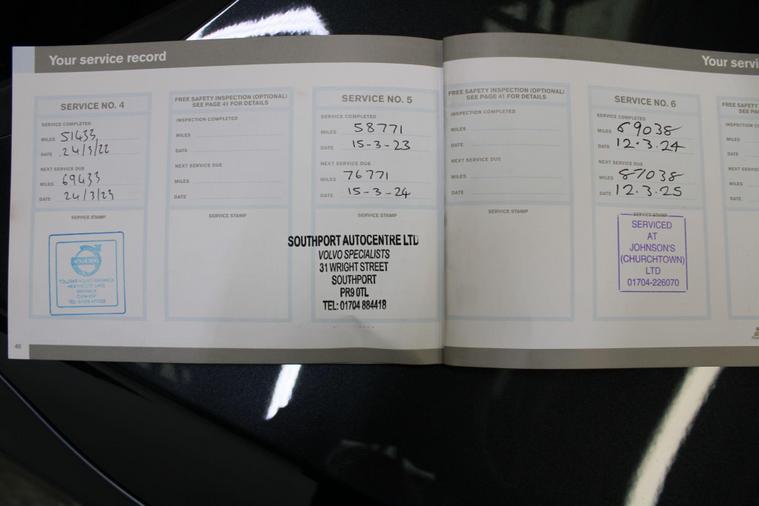 Your service record
SERVICE NO. 4
SERVICE COMPLETED
MILES 51433
DATE 24/3/22
NEXT SERVICE DUE
MILES 69433
DATE 24/3/23
SERVICE STAMP
VOLVO
FREE SAFETY INSPECTION (OPTIONAL)
SEE PAGE 41 FOR DETAILS
INSPECTION COMPLETED
MILES
DATE
NEXT SERVICE DUE
MILES
DATE
SERVICE STAMP
SERVICE NO. 5
SERVICE COMPLETED
MILES 58771
DATE 15-3-23
NEXT SERVICE DUE
MILES 76771
DATE 15-3-24
SERVICE STAMP
SOUTHPORT AUTOCENTRE LTD
VOLVO SPECIALISTS
31 WRIGHT STREET
SOUTHPORT
PR9 0TL
TEL: 01704 884418
46
Your servi
FREE SAFETY INSPECTION (OPTIONAL)
SEE PAGE 41 FOR DETAILS
INSPECTION COMPLETED
MILES
DATE
NEXT SERVICE DUE
MILES
DATE
SERVICE STAMP
SERVICE NO. 6
SERVICE COMPLETED
MILES 69038
DATE 12.3.24
NEXT SERVICE DUE
MILES 87038
DATE 12.3.25
SERVICE STAMP
SERVICED
AT
JOHNSON'S
(CHURCHTOWN)
LTD
01704-226070
FREE SAFE
SEE PA
INSPECTION C
MILES
DATE
NEXT SERVICE
MILES
DATE